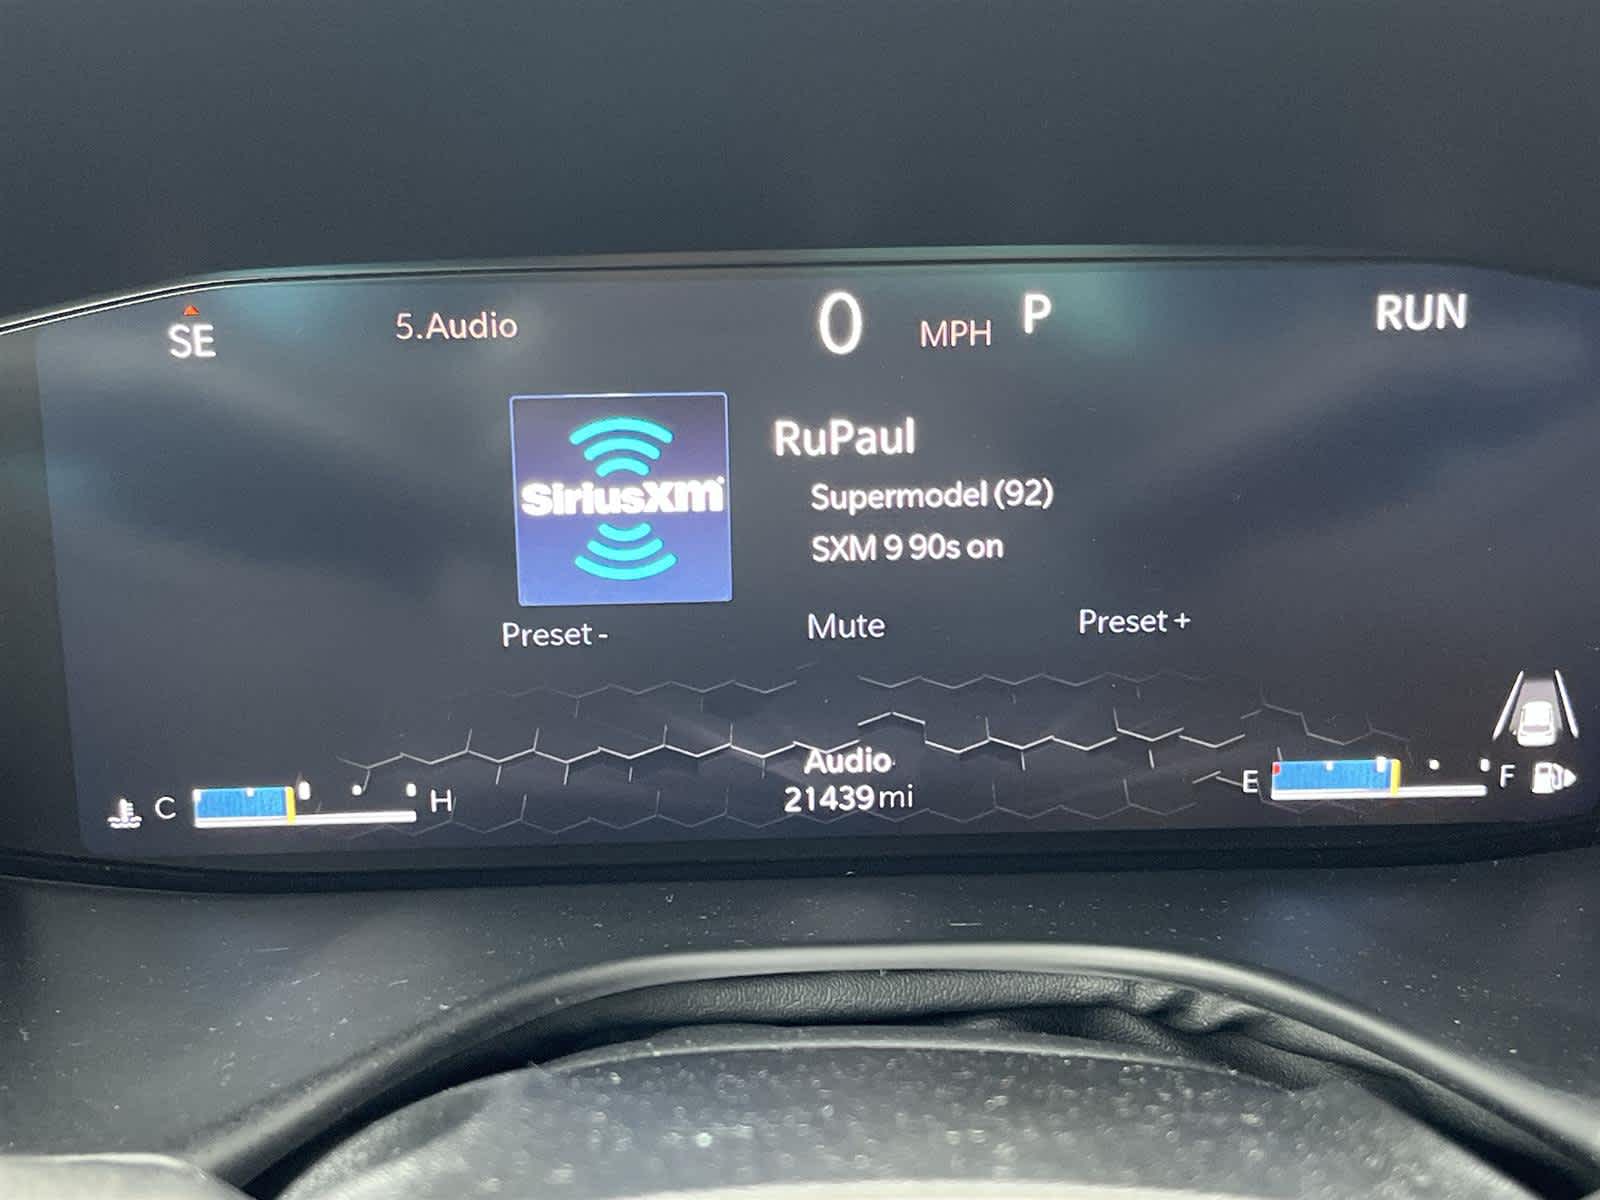 SE
5.Audio
0 MPH P
RUN
SiriusXM
RuPaul
Supermodel (92)
SXM 9 90s on
Preset -
Mute
Preset +
Audio
21439 mi
C
H
E
F